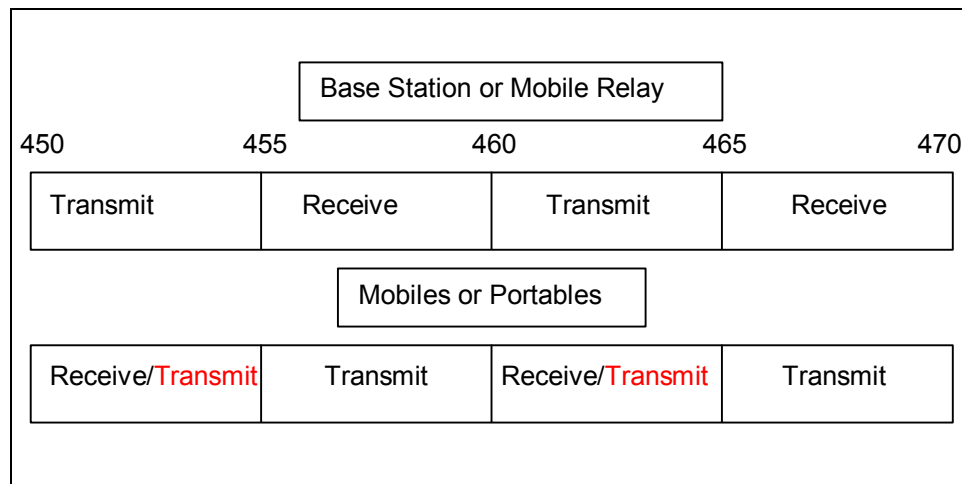 Base Station or Mobile Relay
450 455 460 465 470
Transmit Receive Transmit Receive
Mobiles or Portables
Receive/Transmit Transmit Receive/Transmit Transmit